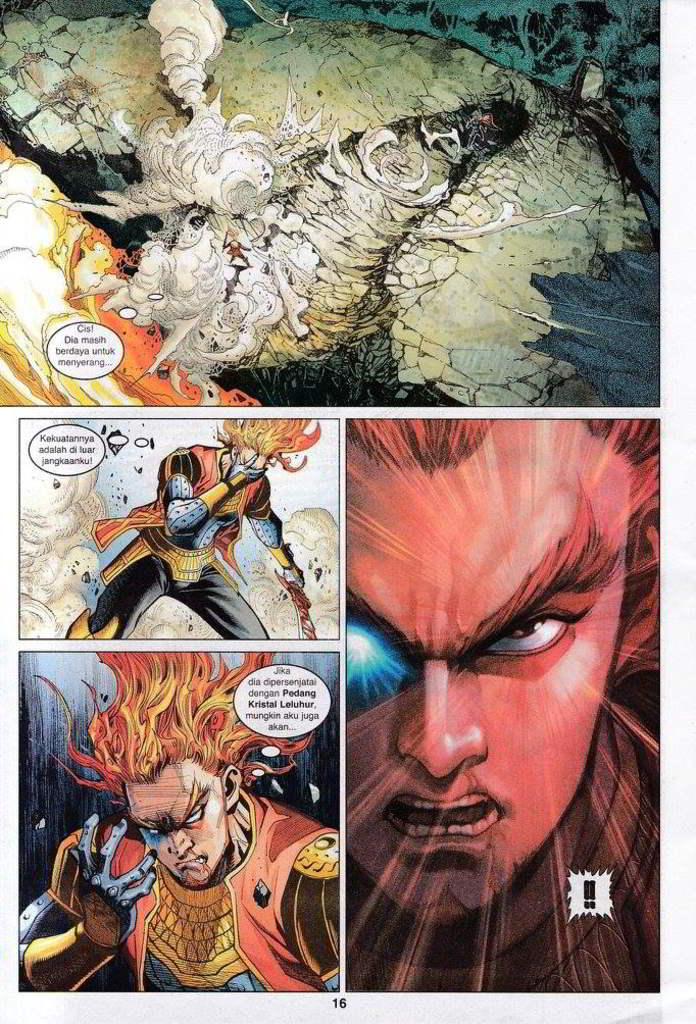 Cis!
Dia masih
berdaya untuk
menyerang...
Kekuatannya
adalah di luar
jangkaanku!
Jika
dia dipersenjatai
dengan Pedang
Kristal Leluhur,
mungkin aku juga
akan...
!!
16